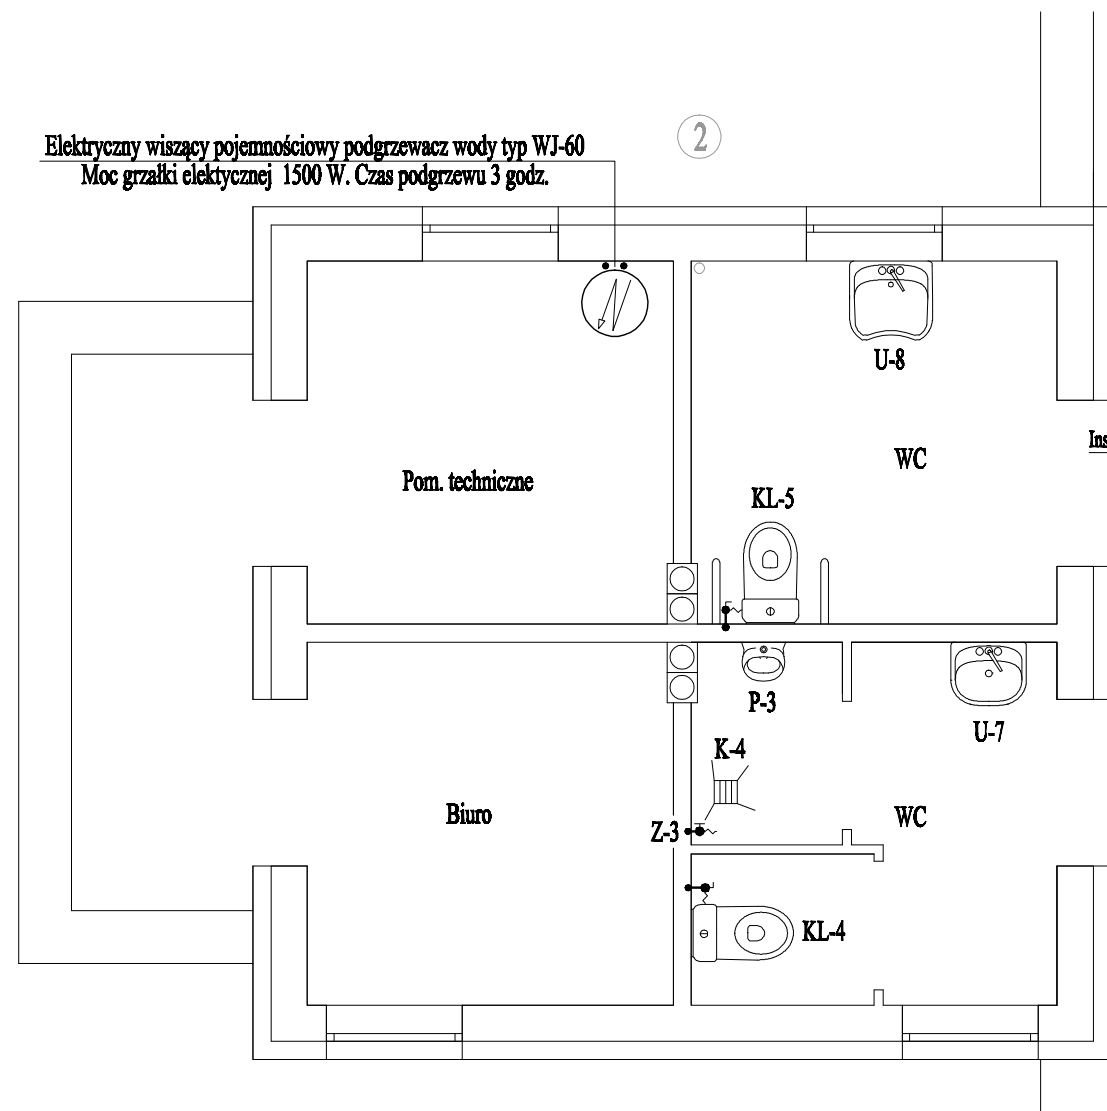 2
Elektryczny wiszący pojemnościowy podgrzewacz wody typ WJ-60
Moc grzałki elektycznej 1500 W. Czas podgrzewu 3 godz.
U-8
Ins
WC
Pom. techniczne
KL-5
P-3
U-7
K-4
Biuro
WC
Z-3
KL-4